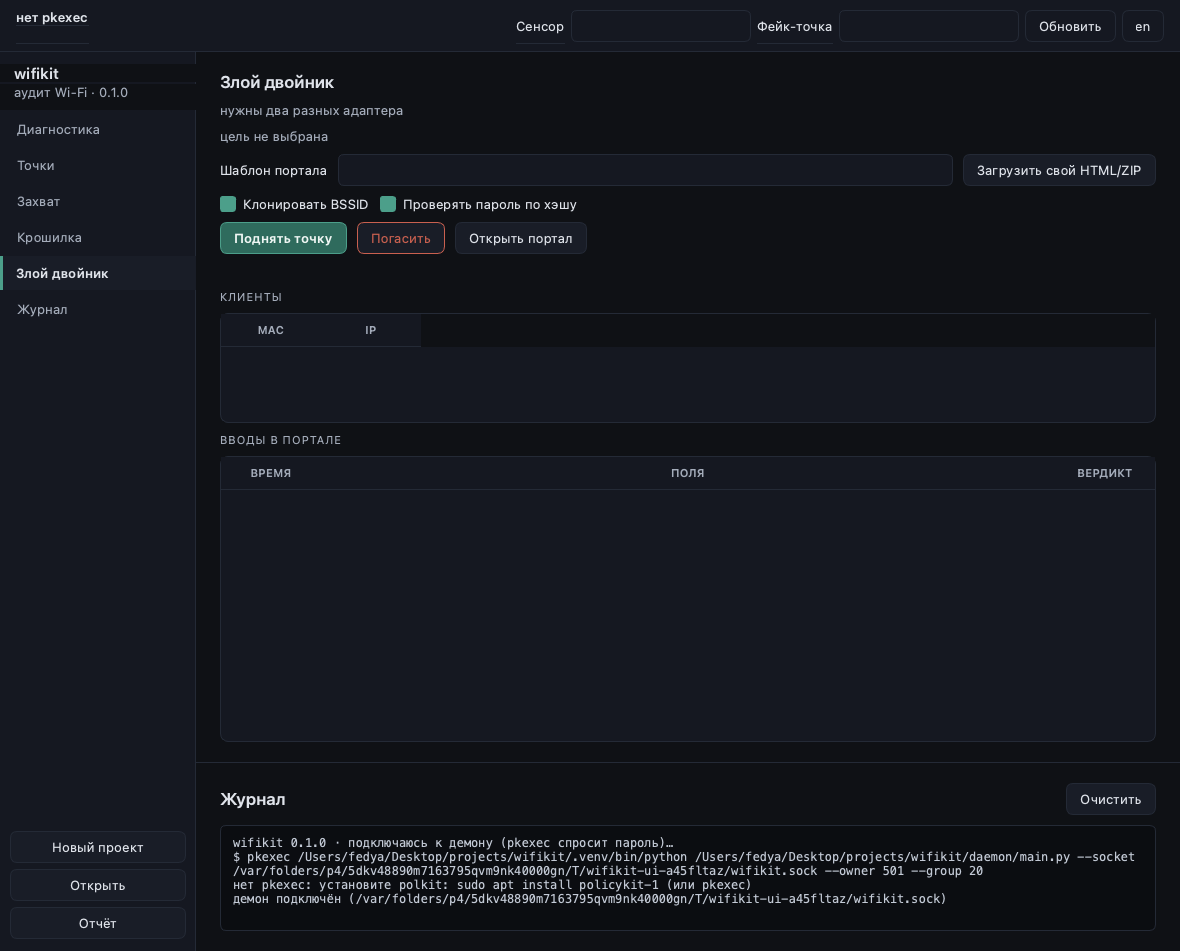 нет pkexec
Сенсор
Фейк-точка
Обновить
en
wifikit
аудит Wi-Fi · 0.1.0
Диагностика
Точки
Захват
Крошилка
Злой двойник
Журнал
Новый проект
Открыть
Отчёт
Злой двойник
нужны два разных адаптера
цель не выбрана
Шаблон портала
Загрузить свой HTML/ZIP
Клонировать BSSID
Проверять пароль по хэшу
Поднять точку
Погасить
Открыть портал
КЛИЕНТЫ
MAC
IP
ВВОДЫ В ПОРТАЛЕ
ВРЕМЯ
ПОЛЯ
ВЕРДИКТ
Журнал
Очистить
wifikit 0.1.0 · подключаюсь к демону (pkexec спросит пароль)…
$ pkexec /Users/fedya/Desktop/projects/wifikit/.venv/bin/python /Users/fedya/Desktop/projects/wifikit/daemon/main.py --socket
/var/folders/p4/5dkv48890m7163795qvm9nk40000gn/T/wifikit-ui-a45fltaz/wifikit.sock --owner 501 --group 20
нет pkexec: установите polkit: sudo apt install policykit-1 (или pkexec)
демон подключён (/var/folders/p4/5dkv48890m7163795qvm9nk40000gn/T/wifikit-ui-a45fltaz/wifikit.sock)